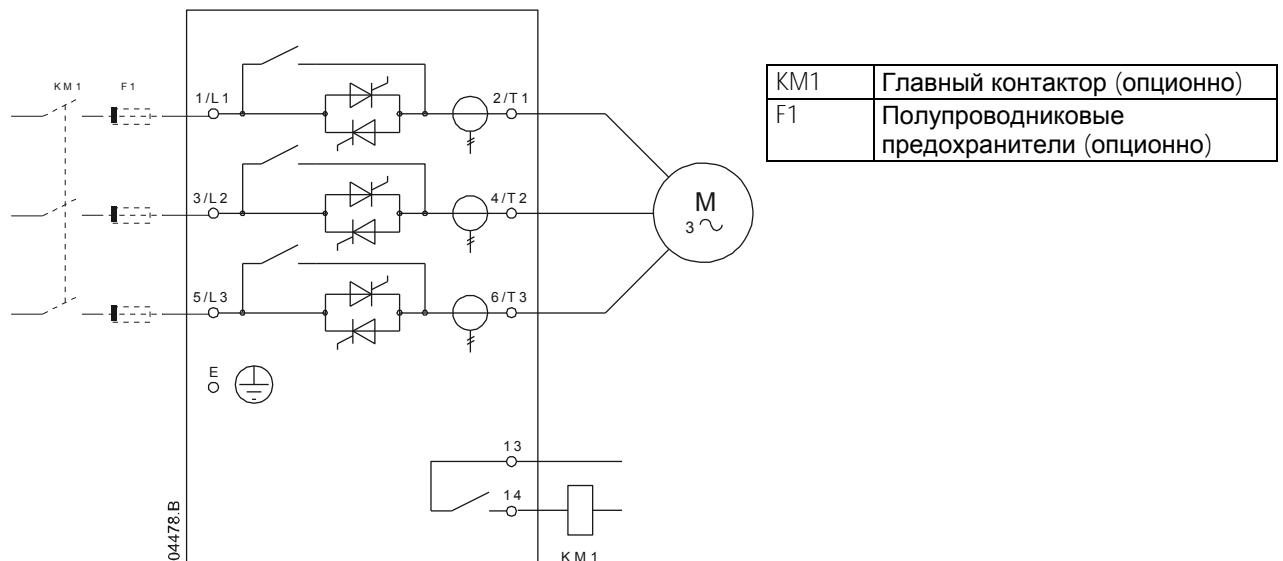 KM1 F1
1/L1 2/T1
3/L2 4/T2
5/L3 6/T3
M
3
E
13
14
KM1
04478.B
KM1 Главный контактор (опционно)
F1 Полупроводниковые
предохранители (опционно)